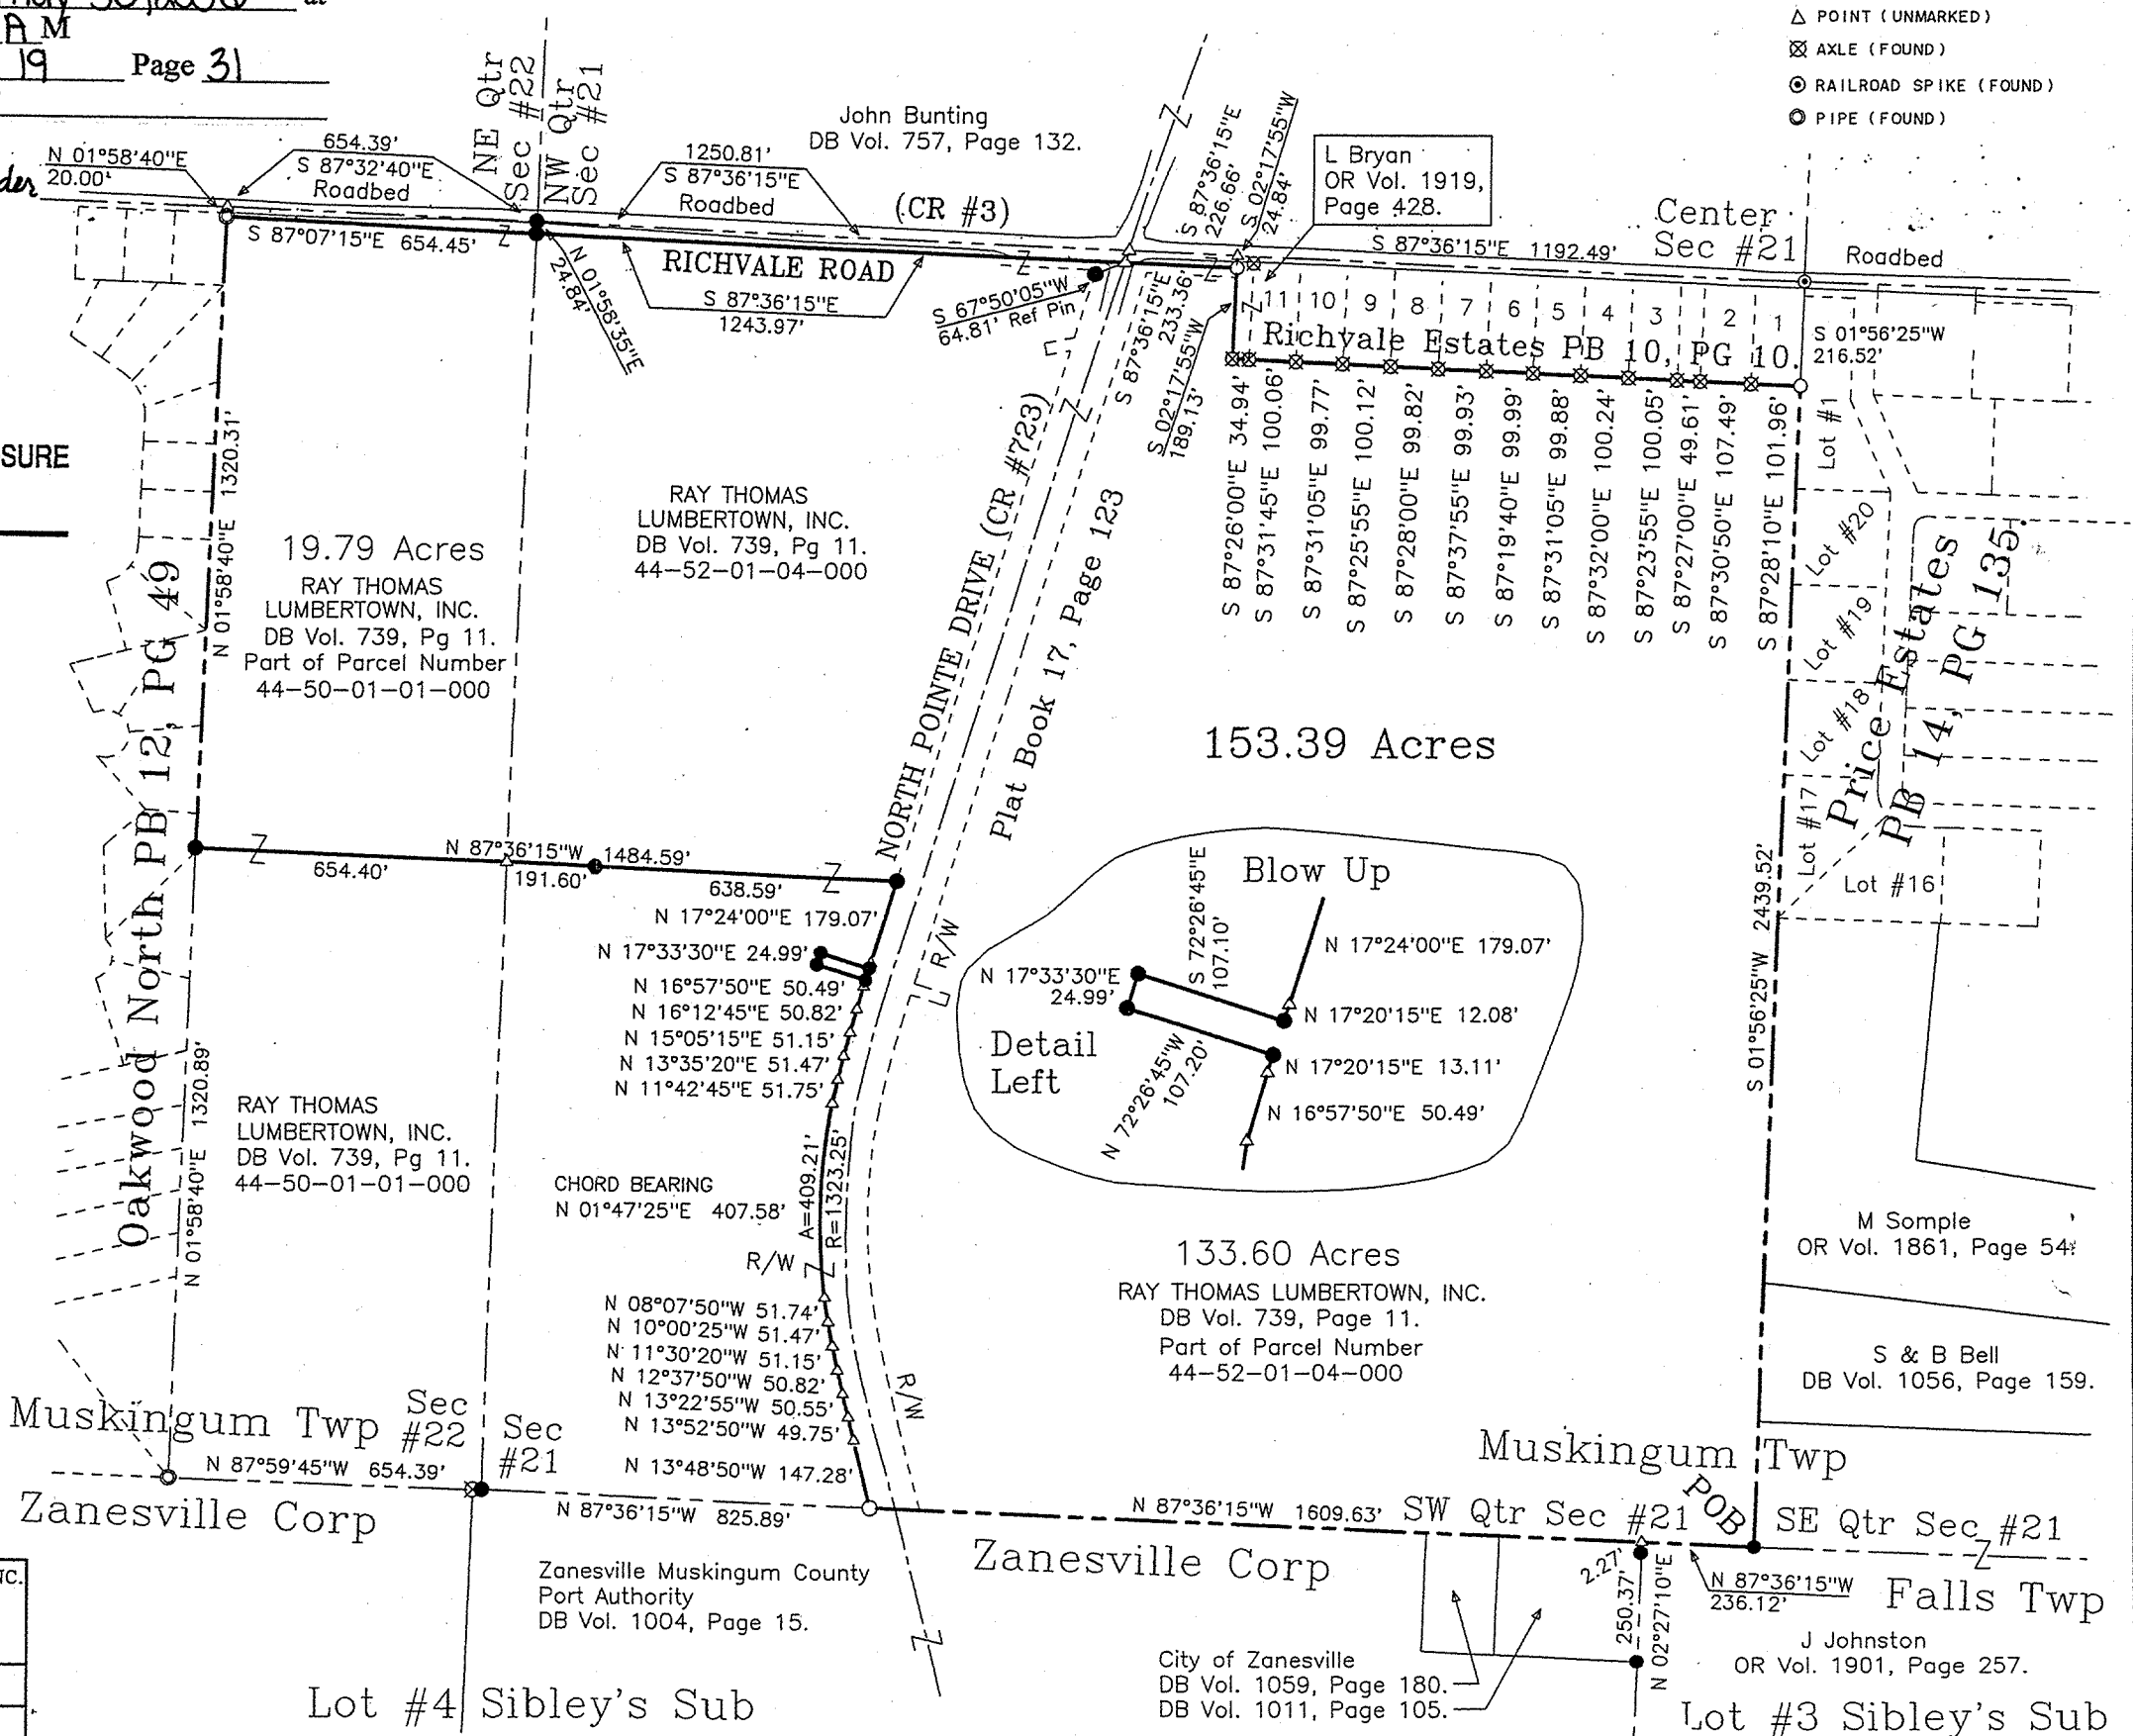 A M
19 Page 31
△ POINT (UNMARKED)
AXLE (FOUND)
RAILROAD SPIKE (FOUND)
PIPE (FOUND)
NE Qtr
Sec #22
NW Qtr
Sec #21
John Bunting
DB Vol. 757, Page 132.
N 01°58'40"E
20.00'
654.39'
S 87°32'40"E
Roadbed
1250.81'
S 87°36'15"E
Roadbed
(CR #3)
S 87°36'15"E
226.66'
S 02°17'55"W
24.84'
L Bryan
OR Vol. 1919,
Page 428.
Center
Sec #21
S 87°36'15"E 1192.49'
Roadbed
S 87°07'15"E 654.45'
N 01°58'35"E
24.84'
RICHVALE ROAD
S 87°36'15"E
1243.97'
S 67°50'05"W
64.81' Ref Pin
S 87°36'15"E
233.36'
S 02°17'55"W
189.13'
11 10 9 8 7 6 5 4 3 2 1
Richvale Estates PB 10, PG 10.
S 01°56'25"W
216.52'
S 87°26'00"E 34.94'
S 87°31'45"E 100.06'
S 87°31'05"E 99.77'
S 87°25'55"E 100.12'
S 87°28'00"E 99.82'
S 87°37'55"E 99.93'
S 87°19'40"E 99.99'
S 87°31'05"E 99.88'
S 87°32'00"E 100.24'
S 87°23'55"E 100.05'
S 87°27'00"E 49.61'
S 87°30'50"E 107.49'
S 87°28'10"E 101.96'
Lot #1
Lot #20
Lot #19
Lot #18
Lot #17
Lot #16
Price Estates
PB 14, PG 135.
SURE
N 01°58'40"E 1320.31'
19.79 Acres
RAY THOMAS
LUMBERTOWN, INC.
DB Vol. 739, Pg 11.
Part of Parcel Number
44-50-01-01-000
RAY THOMAS
LUMBERTOWN, INC.
DB Vol. 739, Pg 11.
44-52-01-04-000
NORTH POINTE DRIVE (CR #723)
Plat Book 17, Page 123
153.39 Acres
Oakwood North PB 12, PG 49
N 87°36'15"W 1484.59'
654.40'
191.60'
638.59'
N 17°24'00"E 179.07'
N 17°33'30"E 24.99'
N 16°57'50"E 50.49'
N 16°12'45"E 50.82'
N 15°05'15"E 51.15'
N 13°35'20"E 51.47'
N 11°42'45"E 51.75'
R/W
Blow Up
S 72°26'45"E
107.10'
N 17°24'00"E 179.07'
N 17°33'30"E
24.99'
N 17°20'15"E 12.08'
Detail
Left
N 72°26'45"W
107.20'
N 17°20'15"E 13.11'
N 16°57'50"E 50.49'
S 01°56'25"W 2439.52'
N 01°58'40"E 1320.89'
RAY THOMAS
LUMBERTOWN, INC.
DB Vol. 739, Pg 11.
44-50-01-01-000
CHORD BEARING
N 01°47'25"E 407.58'
A=409.21'
R=1323.25'
R/W
M Somple
OR Vol. 1861, Page 54.
133.60 Acres
RAY THOMAS LUMBERTOWN, INC.
DB Vol. 739, Page 11.
Part of Parcel Number
44-52-01-04-000
N 08°07'50"W 51.74'
N 10°00'25"W 51.47'
N 11°30'20"W 51.15'
N 12°37'50"W 50.82'
N 13°22'55"W 50.55'
N 13°52'50"W 49.75'
N 13°48'50"W 147.28'
R/W
S & B Bell
DB Vol. 1056, Page 159.
Muskingum Twp
Sec
#22
Sec
#21
N 87°59'45"W 654.39'
Zanesville Corp
N 87°36'15"W 825.89'
N 87°36'15"W 1609.63'
SW Qtr Sec #21
Muskingum Twp
POB
SE Qtr Sec #21
Zanesville Corp
2.27'
250.37'
N 02°27'10"E
N 87°36'15"W
236.12'
Falls Twp
Zanesville Muskingum County
Port Authority
DB Vol. 1004, Page 15.
City of Zanesville
DB Vol. 1059, Page 180.
DB Vol. 1011, Page 105.
J Johnston
OR Vol. 1901, Page 257.
Lot #4 Sibley's Sub
Lot #3 Sibley's Sub